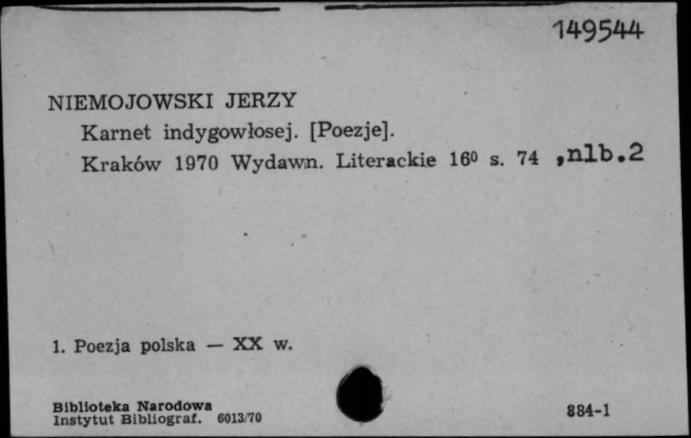 149544
NIEMOJOWSKI JERZY
Karnet indygowłosej. [Poezje].
Kraków 1970 Wydawn. Literackie 16⁰ s. 74 ,nlb.2
1. Poezja polska — XX w.
Biblioteka Narodowa
Instytut Bibliograf. 6013/70
884-1